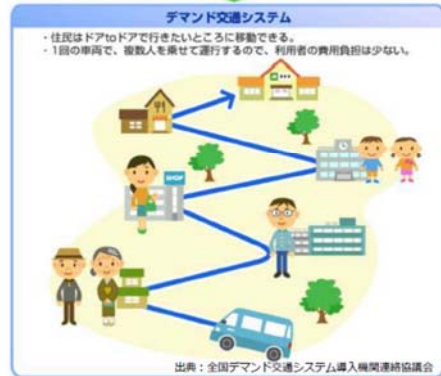 デマンド交通システム
・住民はドアtoドアで行きたいところに移動できる。
・1回の車両で、複数人を乗せて運行するので、利用者の費用負担は少ない。
SHOP
出典：全国デマンド交通システム導入機関連絡協議会